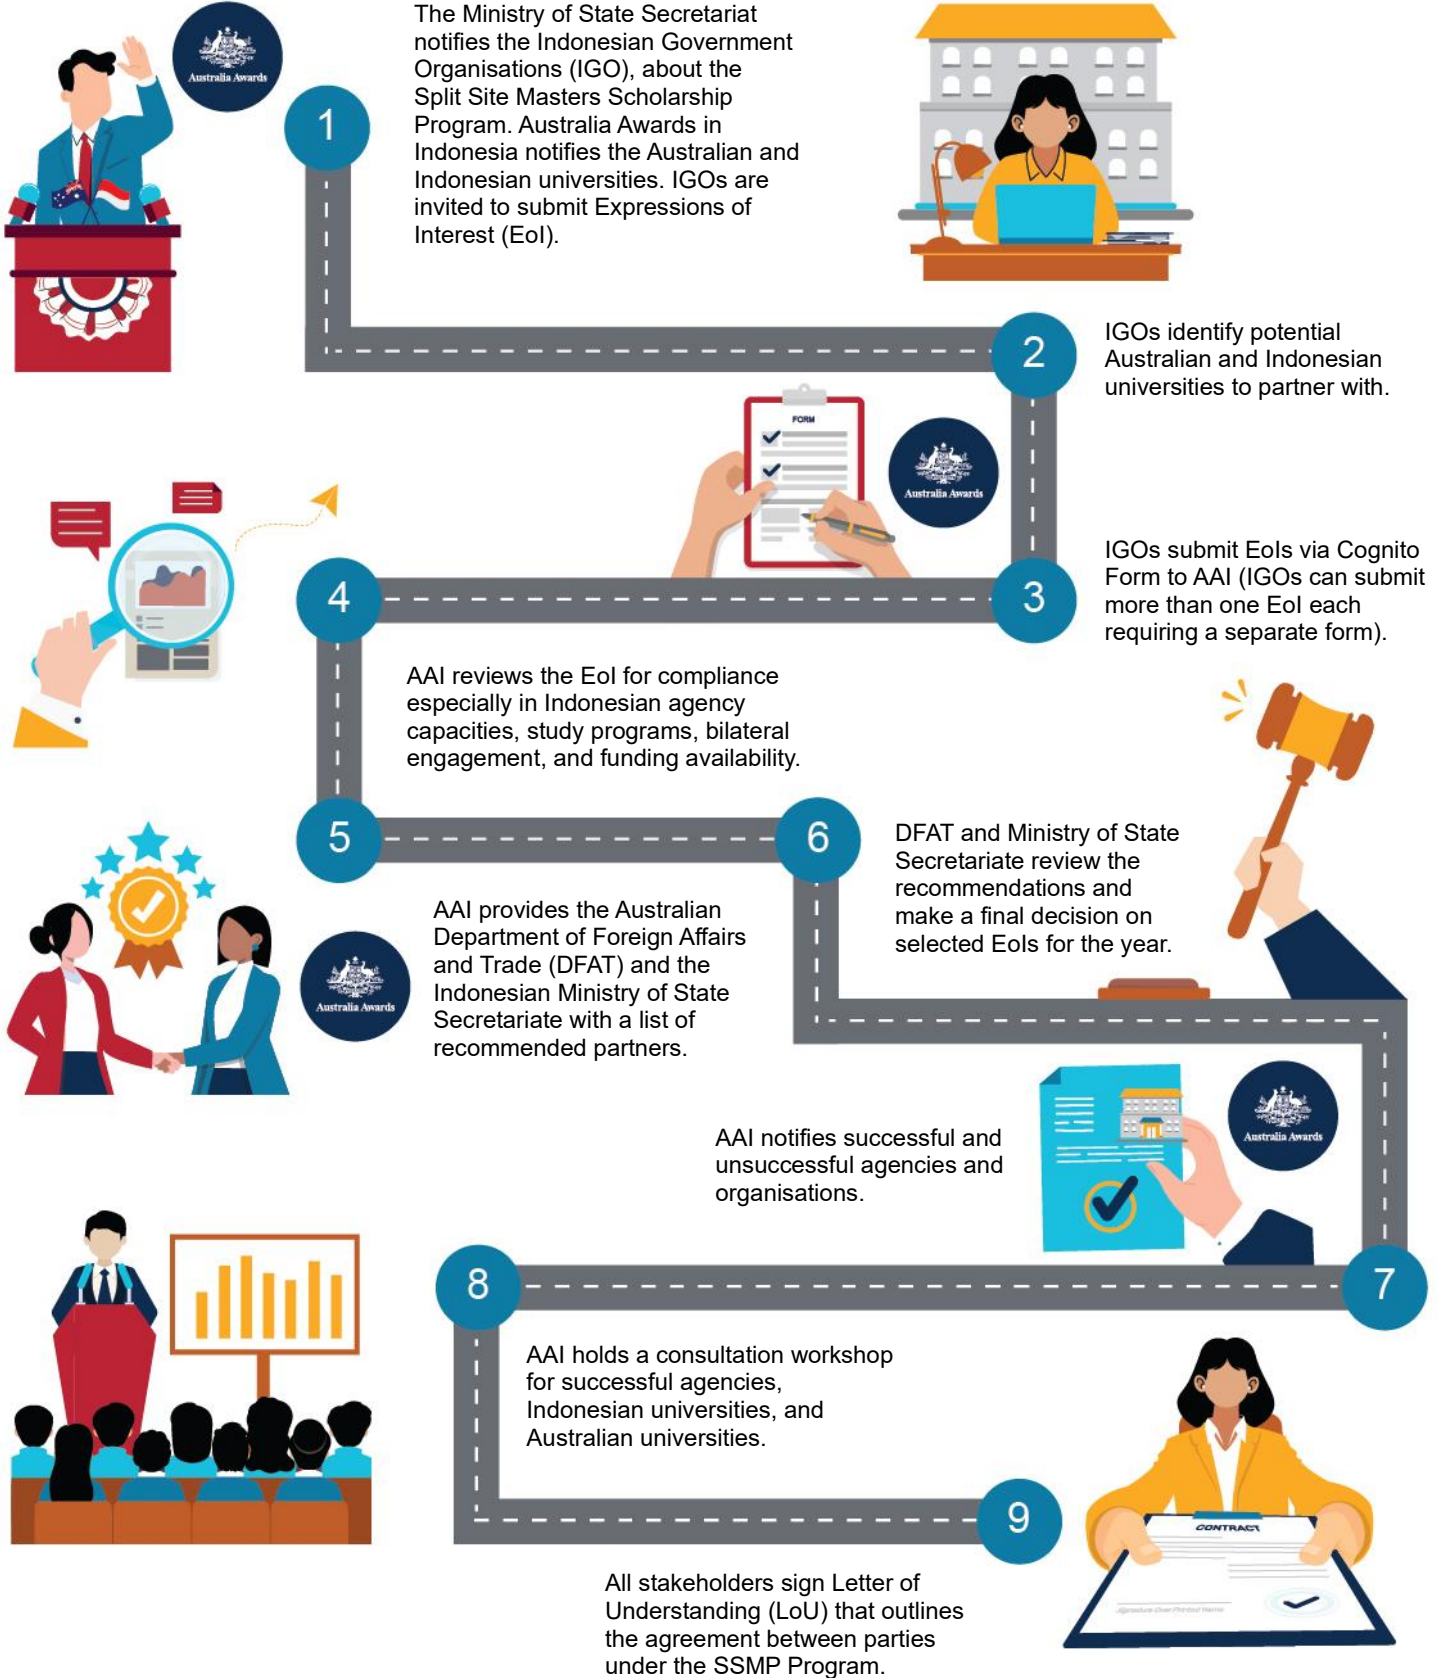 The Ministry of State Secretariat
notifies the Indonesian Government
Organisations (IGO), about the
Split Site Masters Scholarship
Program. Australia Awards in
Indonesia notifies the Australian and
Indonesian universities. IGOs are
invited to submit Expressions of
Interest (EoI).
Australia Awards
1
2
IGOs identify potential
Australian and Indonesian
universities to partner with.
FORM
Australia Awards
3
IGOs submit EoIs via Cognito
Form to AAI (IGOs can submit
more than one EoI each
requiring a separate form).
4
AAI reviews the EoI for compliance
especially in Indonesian agency
capacities, study programs, bilateral
engagement, and funding availability.
5
AAI provides the Australian
Department of Foreign Affairs
and Trade (DFAT) and the
Indonesian Ministry of State
Secretariate with a list of
recommended partners.
Australia Awards
6
DFAT and Ministry of State
Secretariate review the
recommendations and
make a final decision on
selected EoIs for the year.
AAI notifies successful and
unsuccessful agencies and
organisations.
Australia Awards
7
8
AAI holds a consultation workshop
for successful agencies,
Indonesian universities, and
Australian universities.
9
CONTRACT
Signature Over Printed Name
All stakeholders sign Letter of
Understanding (LoU) that outlines
the agreement between parties
under the SSMP Program.